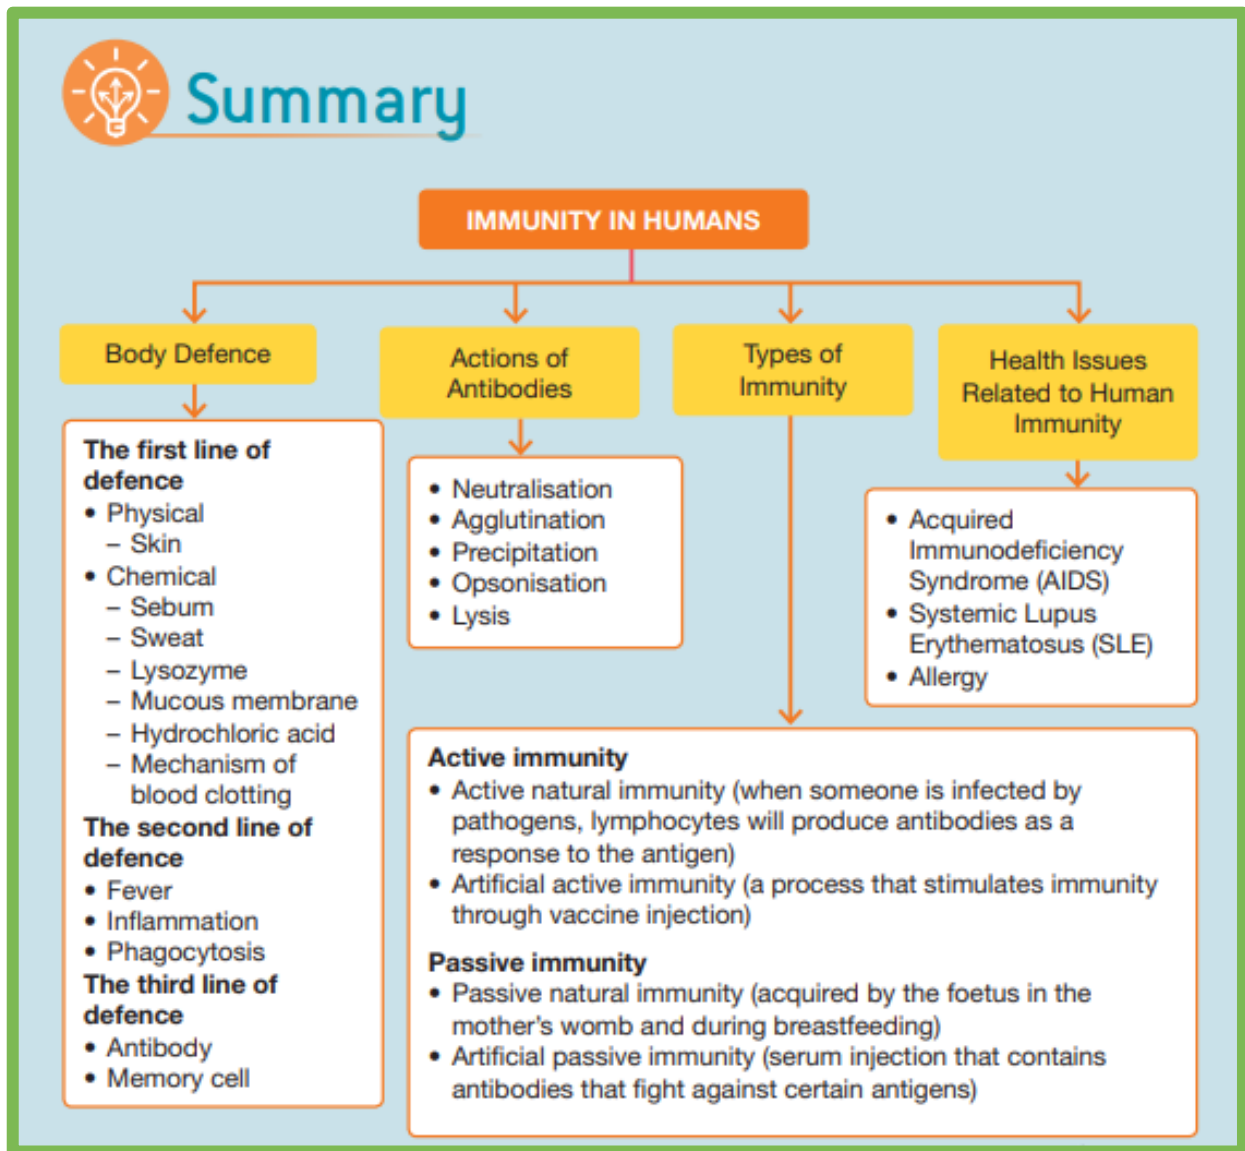 Summary
IMMUNITY IN HUMANS
Body Defence
The first line of
defence
• Physical
– Skin
• Chemical
– Sebum
– Sweat
– Lysozyme
– Mucous membrane
– Hydrochloric acid
– Mechanism of
blood clotting
The second line of
defence
• Fever
• Inflammation
• Phagocytosis
The third line of
defence
• Antibody
• Memory cell
Actions of
Antibodies
• Neutralisation
• Agglutination
• Precipitation
• Opsonisation
• Lysis
Types of
Immunity
Active immunity
• Active natural immunity (when someone is infected by
pathogens, lymphocytes will produce antibodies as a
response to the antigen)
• Artificial active immunity (a process that stimulates immunity
through vaccine injection)
Passive immunity
• Passive natural immunity (acquired by the foetus in the
mother's womb and during breastfeeding)
• Artificial passive immunity (serum injection that contains
antibodies that fight against certain antigens)
Health Issues
Related to Human
Immunity
• Acquired
Immunodeficiency
Syndrome (AIDS)
• Systemic Lupus
Erythematosus (SLE)
• Allergy